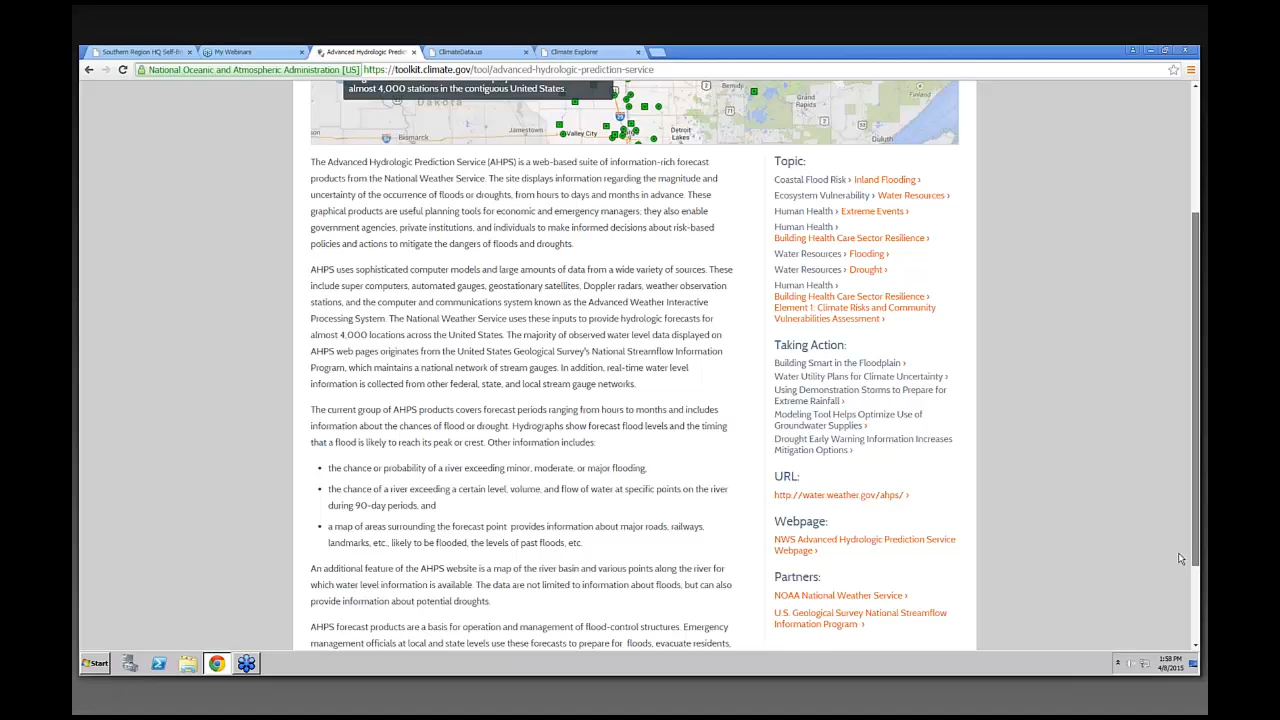 Southern Region HQ Self-Br
My Webinars
Advanced Hydrologic Predic
ClimateData.us
Climate Explorer
National Oceanic and Atmospheric Administration [US]
https://toolkit.climate.gov/tool/advanced-hydrologic-prediction-service
almost 4,000 stations in the contiguous United States.
Dakota
Bismarck
Jamestown
Valley City
Detroit
Lakes
Bemidji
Grand
Rapids
Finland
Duluth
The Advanced Hydrologic Prediction Service (AHPS) is a web-based suite of information-rich forecast
products from the National Weather Service. The site displays information regarding the magnitude and
uncertainty of the occurrence of floods or droughts, from hours to days and months in advance. These
graphical products are useful planning tools for economic and emergency managers; they also enable
government agencies, private institutions, and individuals to make informed decisions about risk-based
policies and actions to mitigate the dangers of floods and droughts.
AHPS uses sophisticated computer models and large amounts of data from a wide variety of sources. These
include super computers, automated gauges, geostationary satellites, Doppler radars, weather observation
stations, and the computer and communications system known as the Advanced Weather Interactive
Processing System. The National Weather Service uses these inputs to provide hydrologic forecasts for
almost 4,000 locations across the United States. The majority of observed water level data displayed on
AHPS web pages originates from the United States Geological Survey's National Streamflow Information
Program, which maintains a national network of stream gauges. In addition, real-time water level
information is collected from other federal, state, and local stream gauge networks.
The current group of AHPS products covers forecast periods ranging from hours to months and includes
information about the chances of flood or drought. Hydrographs show forecast flood levels and the timing
that a flood is likely to reach its peak or crest. Other information includes:
• the chance or probability of a river exceeding minor, moderate, or major flooding,
• the chance of a river exceeding a certain level, volume, and flow of water at specific points on the river
during 90-day periods, and
• a map of areas surrounding the forecast point provides information about major roads, railways,
landmarks, etc., likely to be flooded, the levels of past floods, etc.
An additional feature of the AHPS website is a map of the river basin and various points along the river for
which water level information is available. The data are not limited to information about floods, but can also
provide information about potential droughts.
AHPS forecast products are a basis for operation and management of flood-control structures. Emergency
management officials at local and state levels use these forecasts to prepare for floods, evacuate residents,
Topic:
Coastal Flood Risk › Inland Flooding ›
Ecosystem Vulnerability › Water Resources ›
Human Health › Extreme Events ›
Human Health ›
Building Health Care Sector Resilience ›
Water Resources › Flooding ›
Water Resources › Drought ›
Human Health ›
Building Health Care Sector Resilience ›
Element 1: Climate Risks and Community
Vulnerabilities Assessment ›
Taking Action:
Building Smart in the Floodplain ›
Water Utility Plans for Climate Uncertainty ›
Using Demonstration Storms to Prepare for
Extreme Rainfall ›
Modeling Tool Helps Optimize Use of
Groundwater Supplies ›
Drought Early Warning Information Increases
Mitigation Options ›
URL:
http://water.weather.gov/ahps/ ›
Webpage:
NWS Advanced Hydrologic Prediction Service
Webpage ›
Partners:
NOAA National Weather Service ›
U.S. Geological Survey National Streamflow
Information Program ›
Start
1:58 PM
4/8/2015